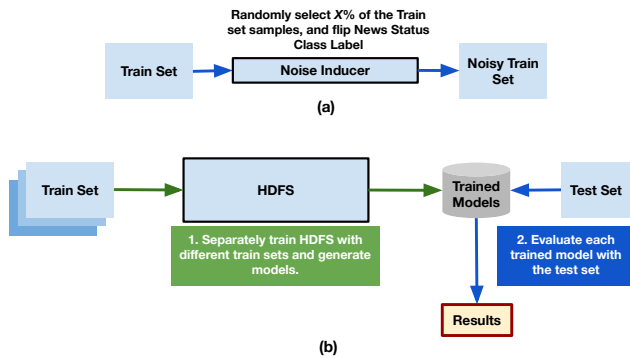 Randomly select X% of the Train
set samples, and flip News Status
Class Label
Train Set
Noise Inducer
Noisy Train
Set
(a)
Train Set
HDFS
Trained
Models
Test Set
1. Separately train HDFS with
different train sets and generate
models.
2. Evaluate each
trained model with
the test set
Results
(b)